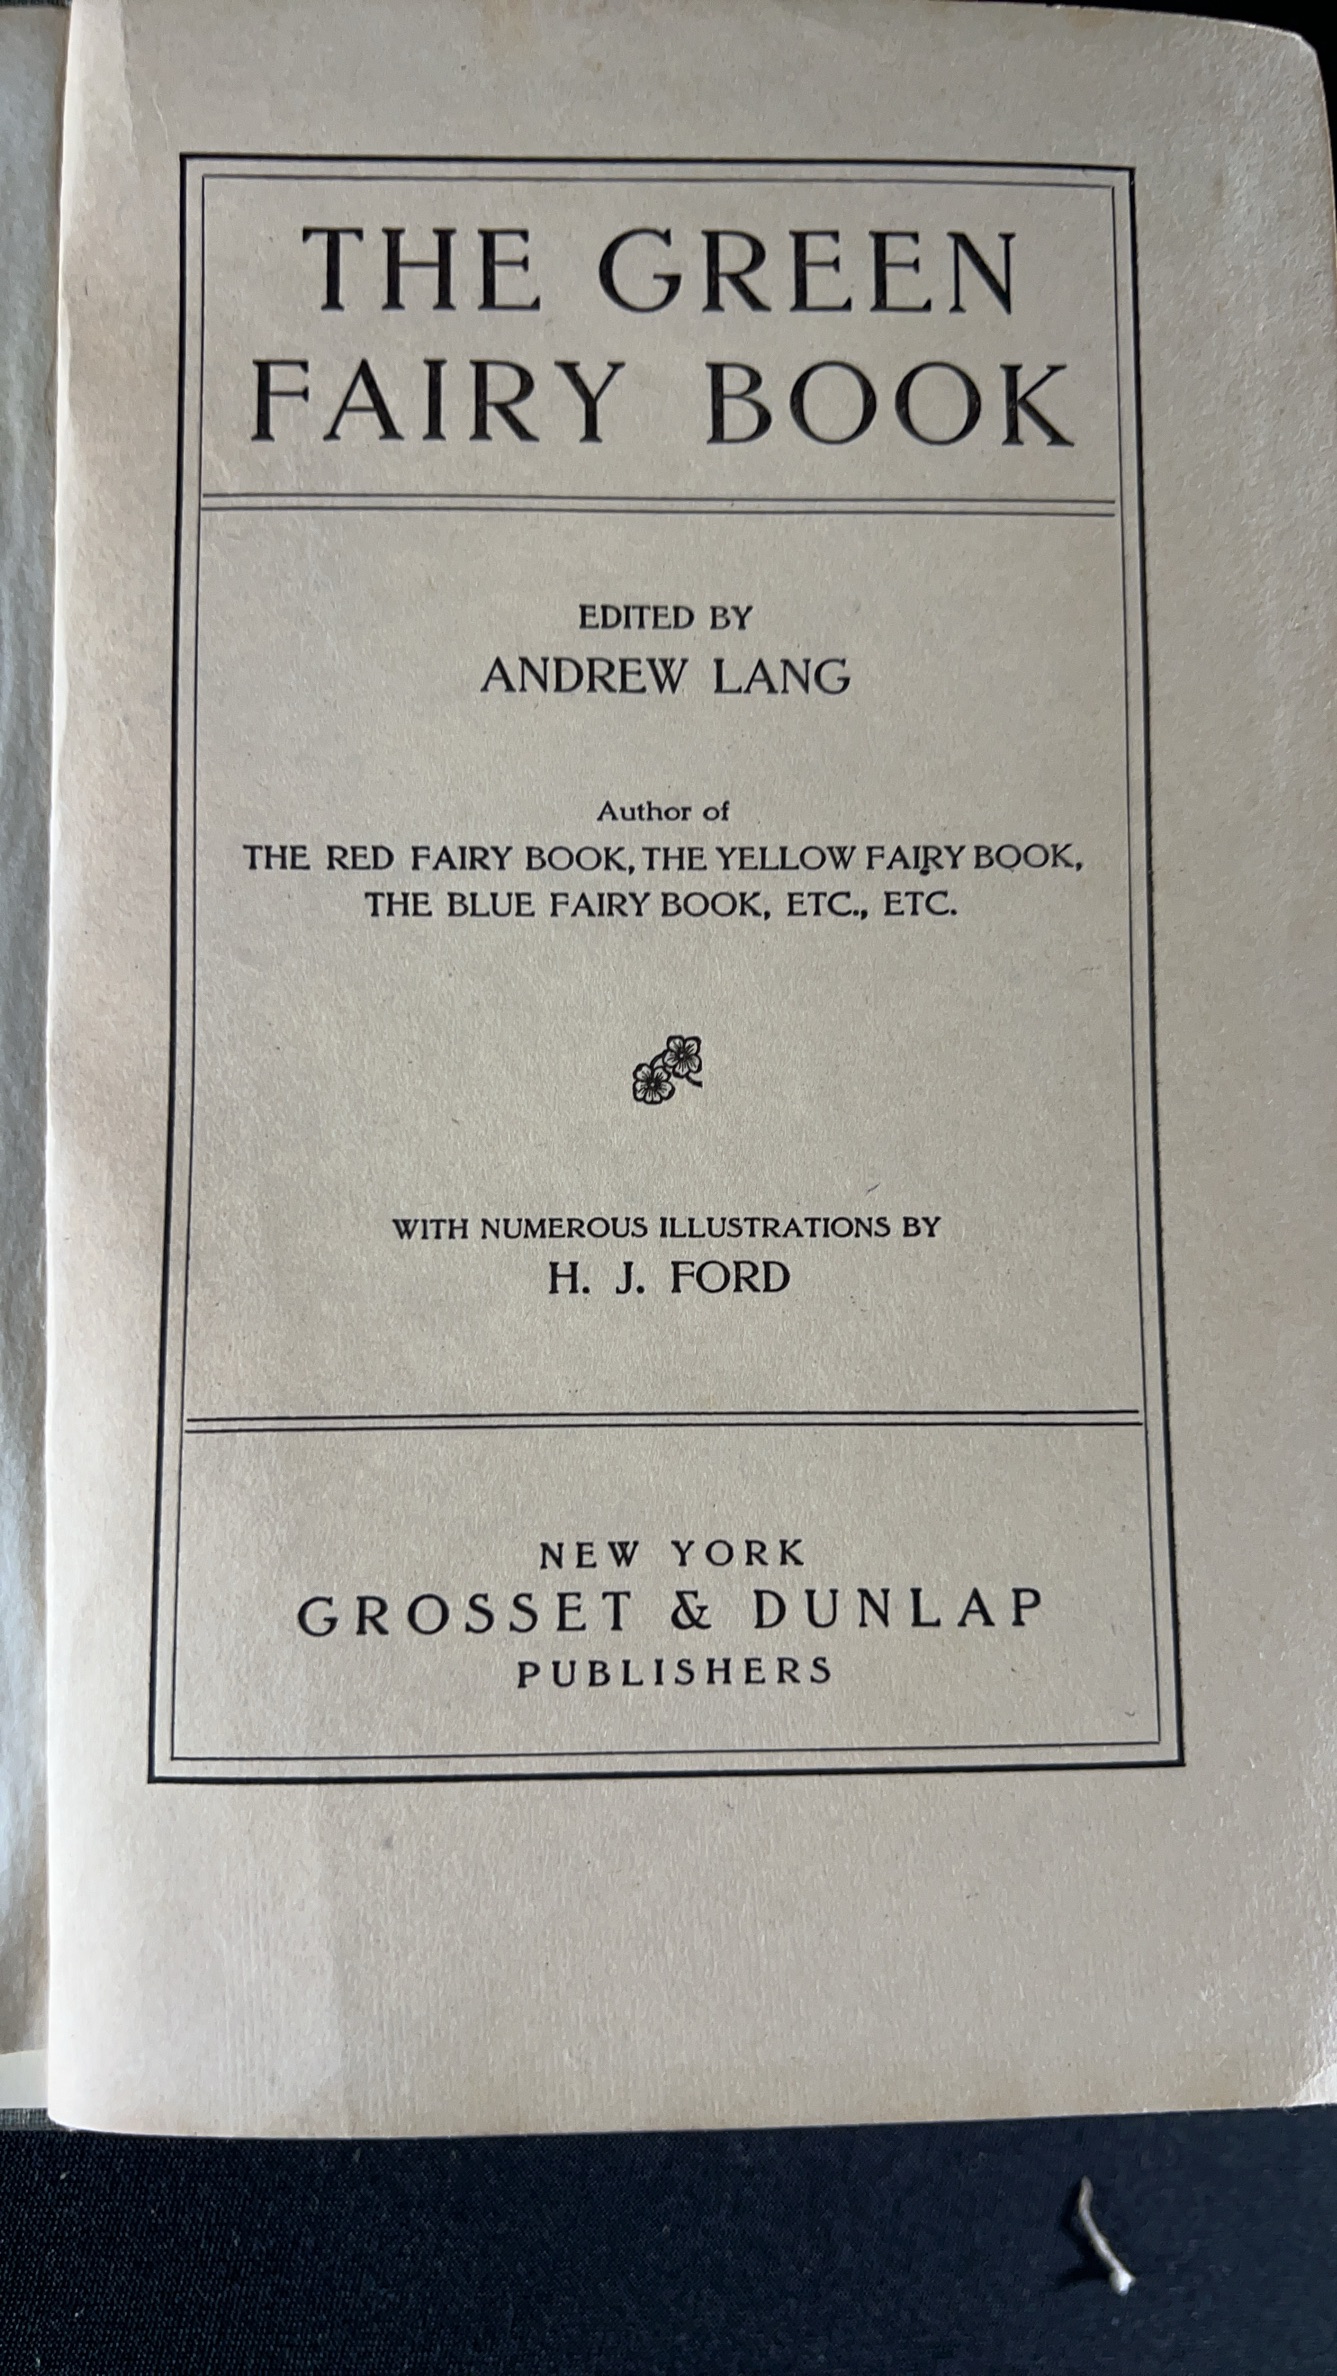 THE GREEN
FAIRY BOOK
EDITED BY
ANDREW LANG
Author of
THE RED FAIRY BOOK, THE YELLOW FAIRY BOOK,
THE BLUE FAIRY BOOK, ETC., ETC.
WITH NUMEROUS ILLUSTRATIONS BY
H. J. FORD
NEW YORK
GROSSET & DUNLAP
PUBLISHERS